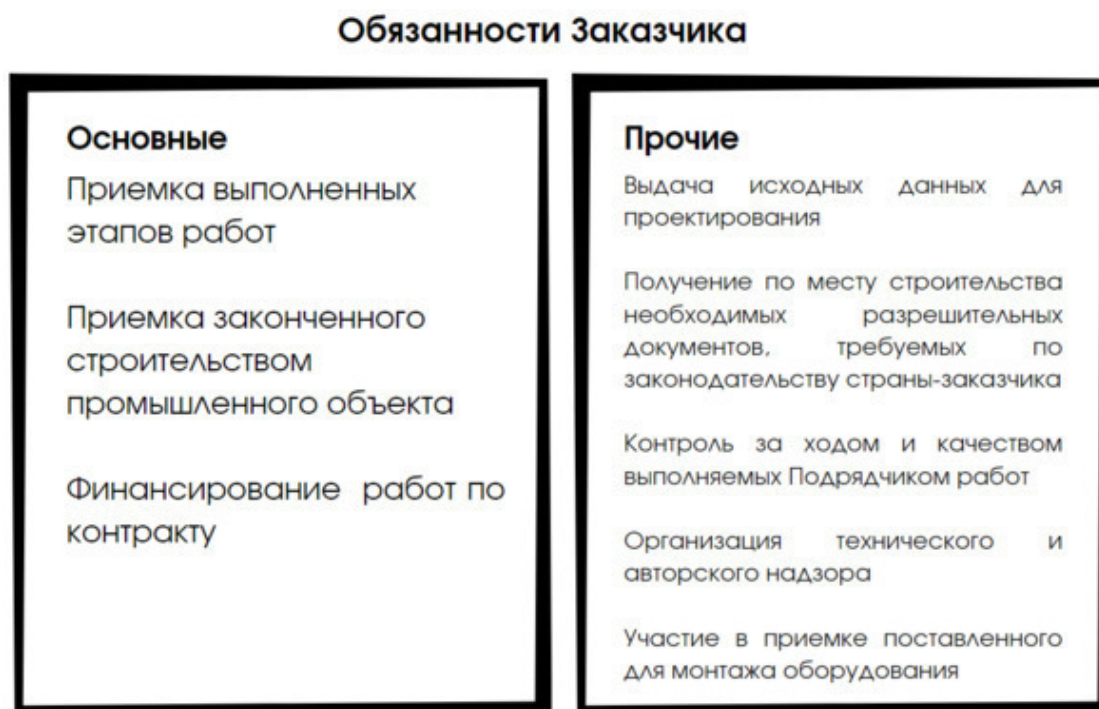 Обязанности Заказчика
Основные
Приемка выполненных
этапов работ
Приемка законченного
строительством
промышленного объекта
Финансирование работ по
контракту
Прочие
Выдача исходных данных для
проектирования
Получение по месту строительства
необходимых разрешительных
документов, требуемых по
законодательству страны-заказчика
Контроль за ходом и качеством
выполняемых Подрядчиком работ
Организация технического и
авторского надзора
Участие в приемке поставленного
для монтажа оборудования